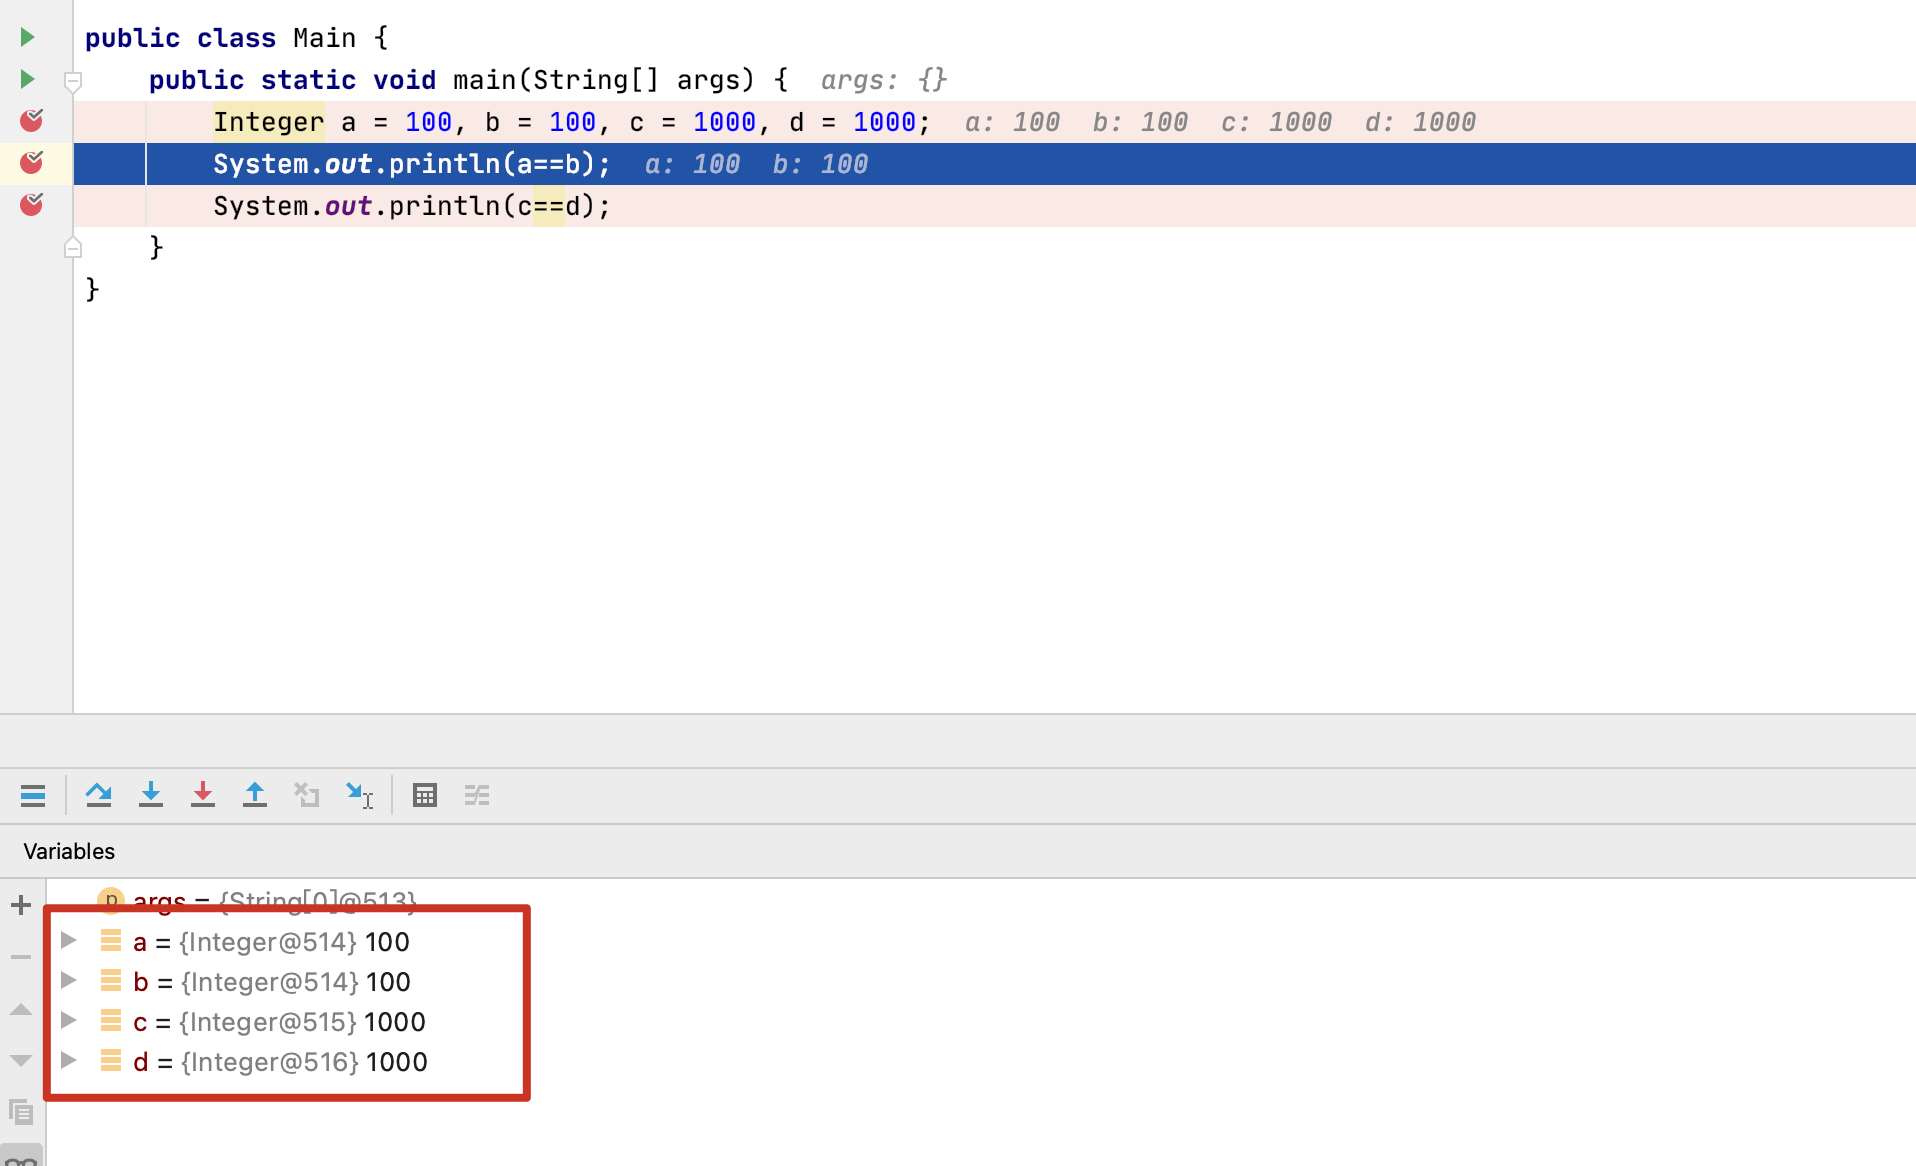 public class Main {
public static void main(String[] args) { args: {}
Integer a = 100, b = 100, c = 1000, d = 1000; a: 100 b: 100 c: 1000 d: 1000
System.out.println(a==b); a: 100 b: 100
System.out.println(c==d);
}
}
Variables
p args = {String[0]@513}
a = {Integer@514} 100
b = {Integer@514} 100
c = {Integer@515} 1000
d = {Integer@516} 1000